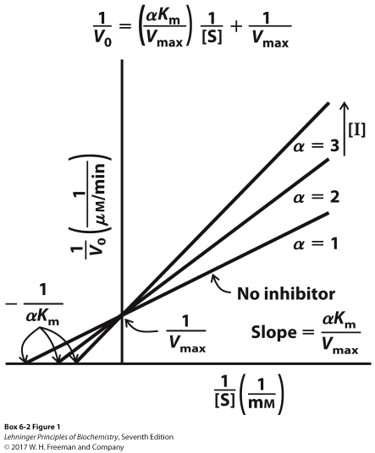 1/V₀ = (αKₘ/Vₘₐₓ) 1/[S] + 1/Vₘₐₓ
1/V₀ (1/μM/min)
[I]
α = 3
α = 2
α = 1
No inhibitor
− 1/αKₘ
1/Vₘₐₓ
Slope = αKₘ/Vₘₐₓ
1/[S] (1/mM)
Box 6-2 Figure 1
Lehninger Principles of Biochemistry, Seventh Edition
© 2017 W. H. Freeman and Company